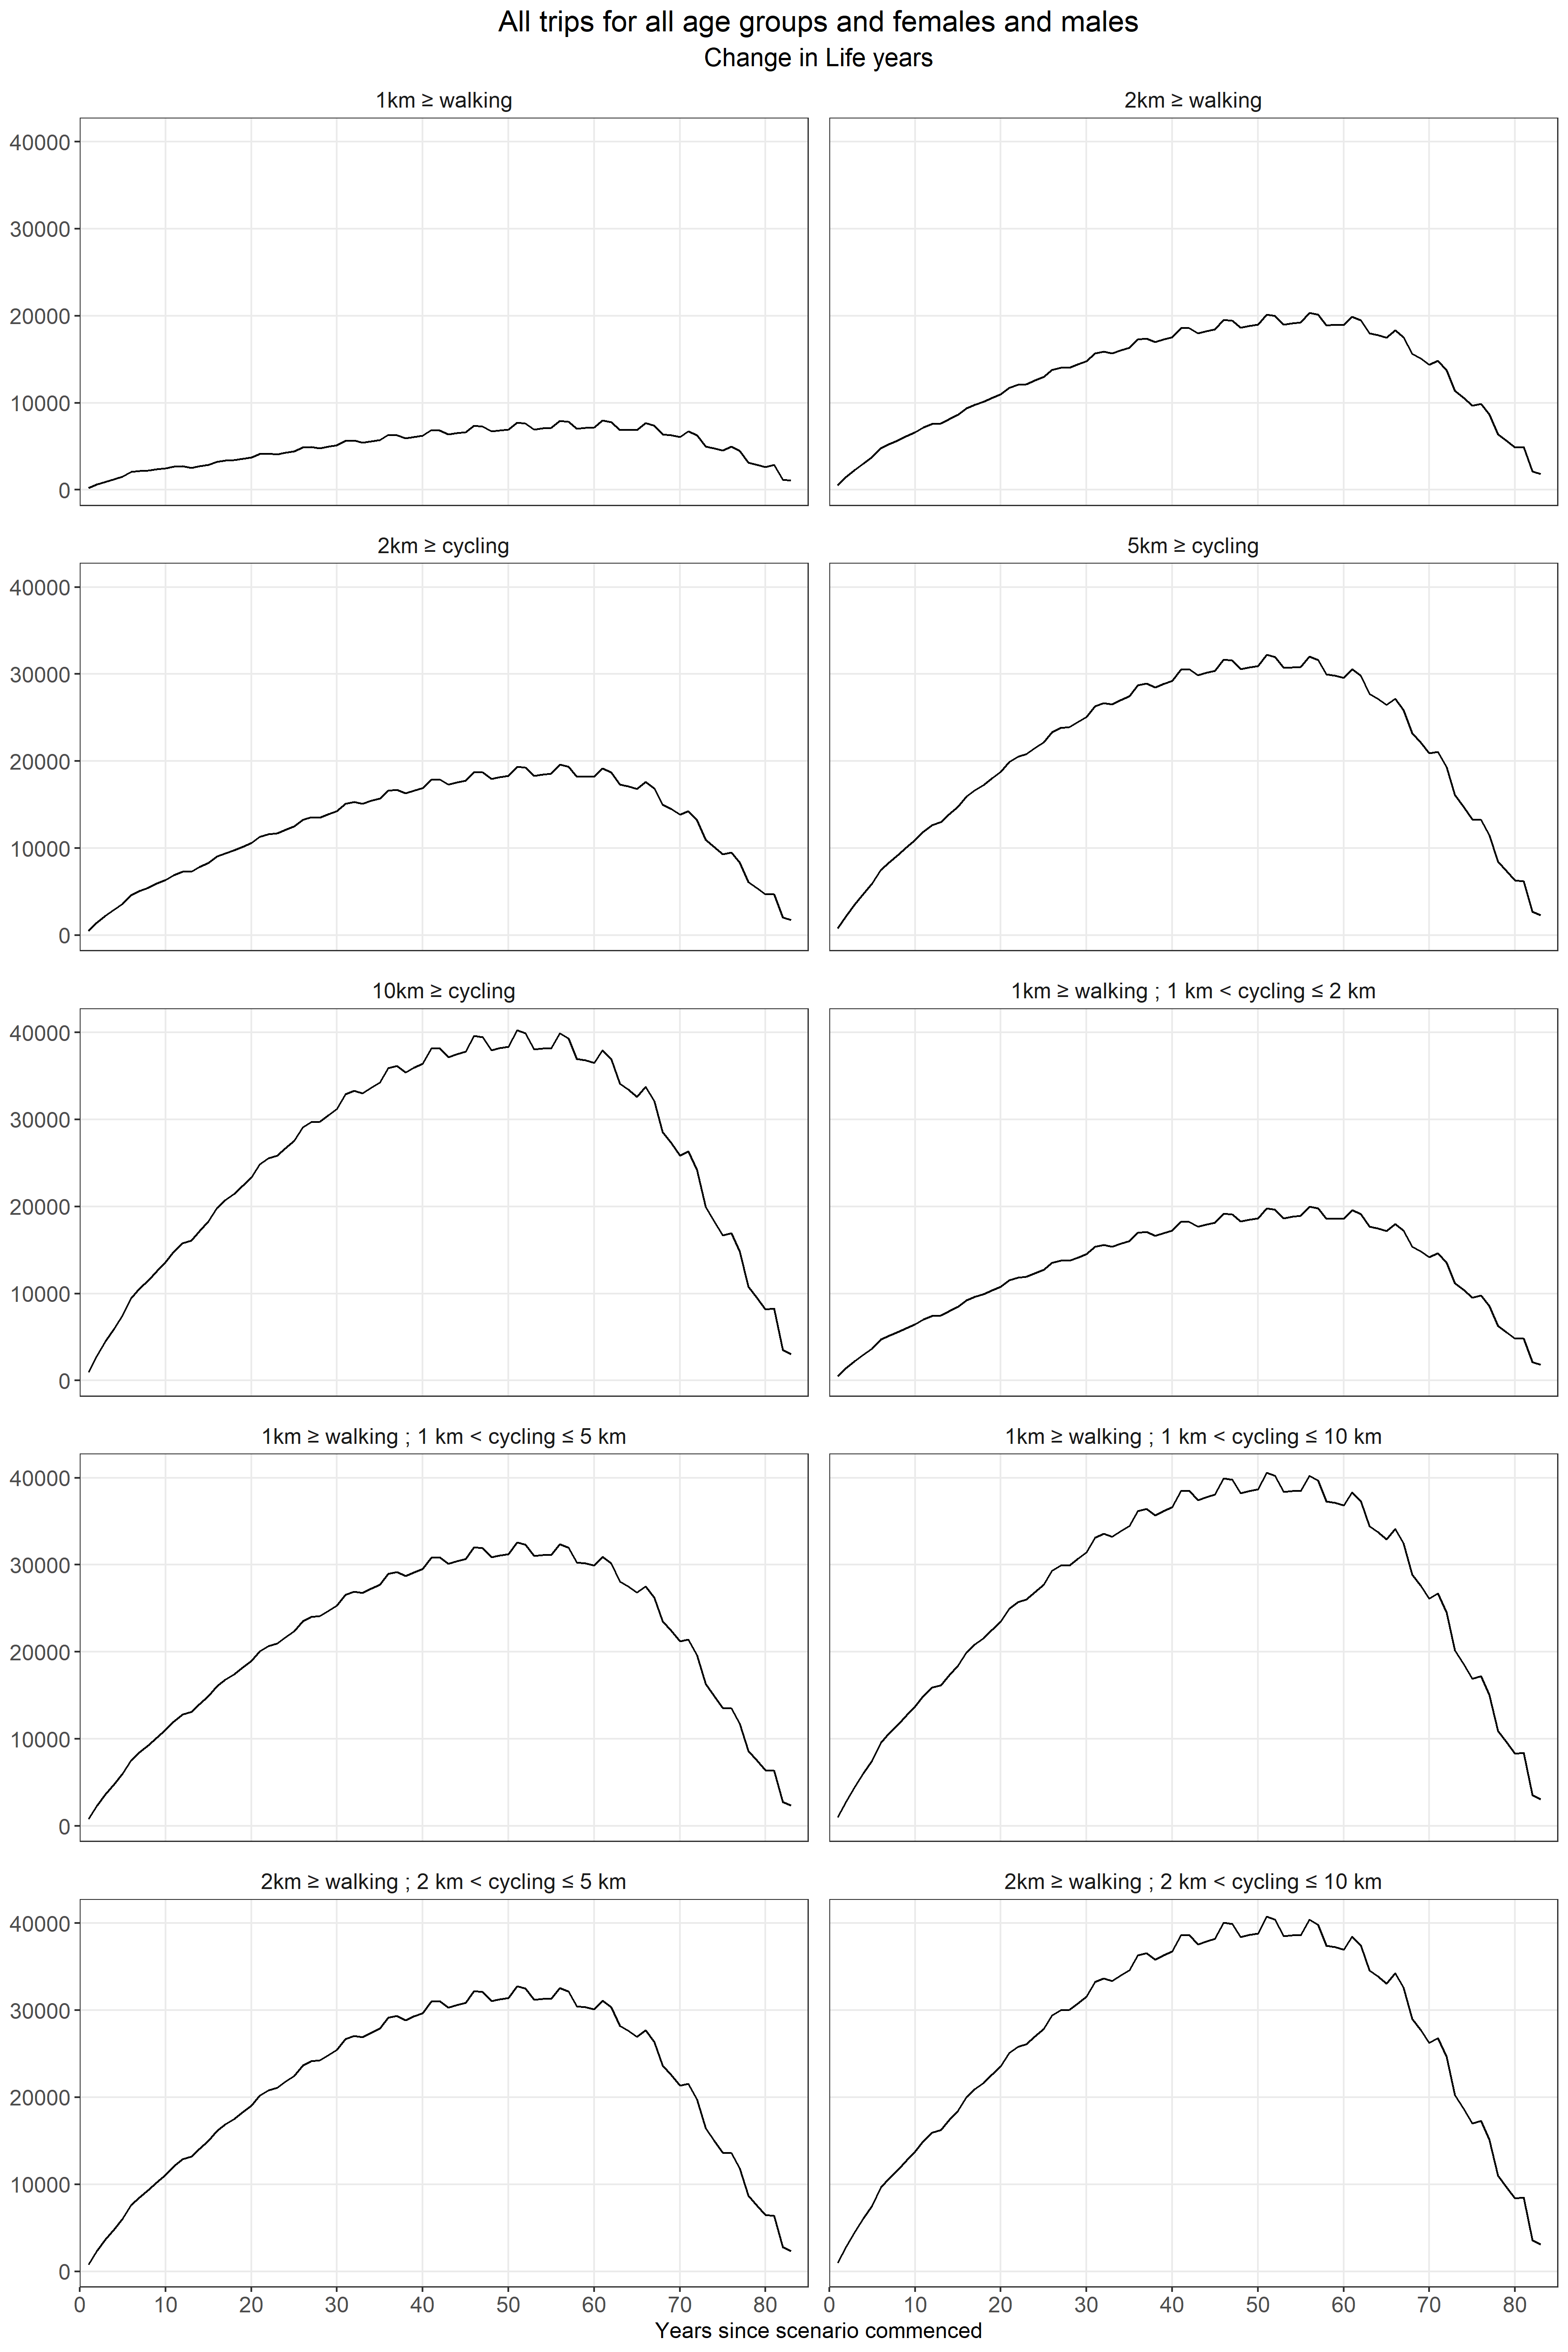 All trips for all age groups and females and males
Change in Life years
1km ≥ walking
2km ≥ walking
40000
30000
20000
10000
0
2km ≥ cycling
5km ≥ cycling
40000
30000
20000
10000
0
10km ≥ cycling
1km ≥ walking ; 1 km < cycling ≤ 2 km
40000
30000
20000
10000
0
1km ≥ walking ; 1 km < cycling ≤ 5 km
1km ≥ walking ; 1 km < cycling ≤ 10 km
40000
30000
20000
10000
0
2km ≥ walking ; 2 km < cycling ≤ 5 km
2km ≥ walking ; 2 km < cycling ≤ 10 km
40000
30000
20000
10000
0
0 10 20 30 40 50 60 70 80
0 10 20 30 40 50 60 70 80
Years since scenario commenced